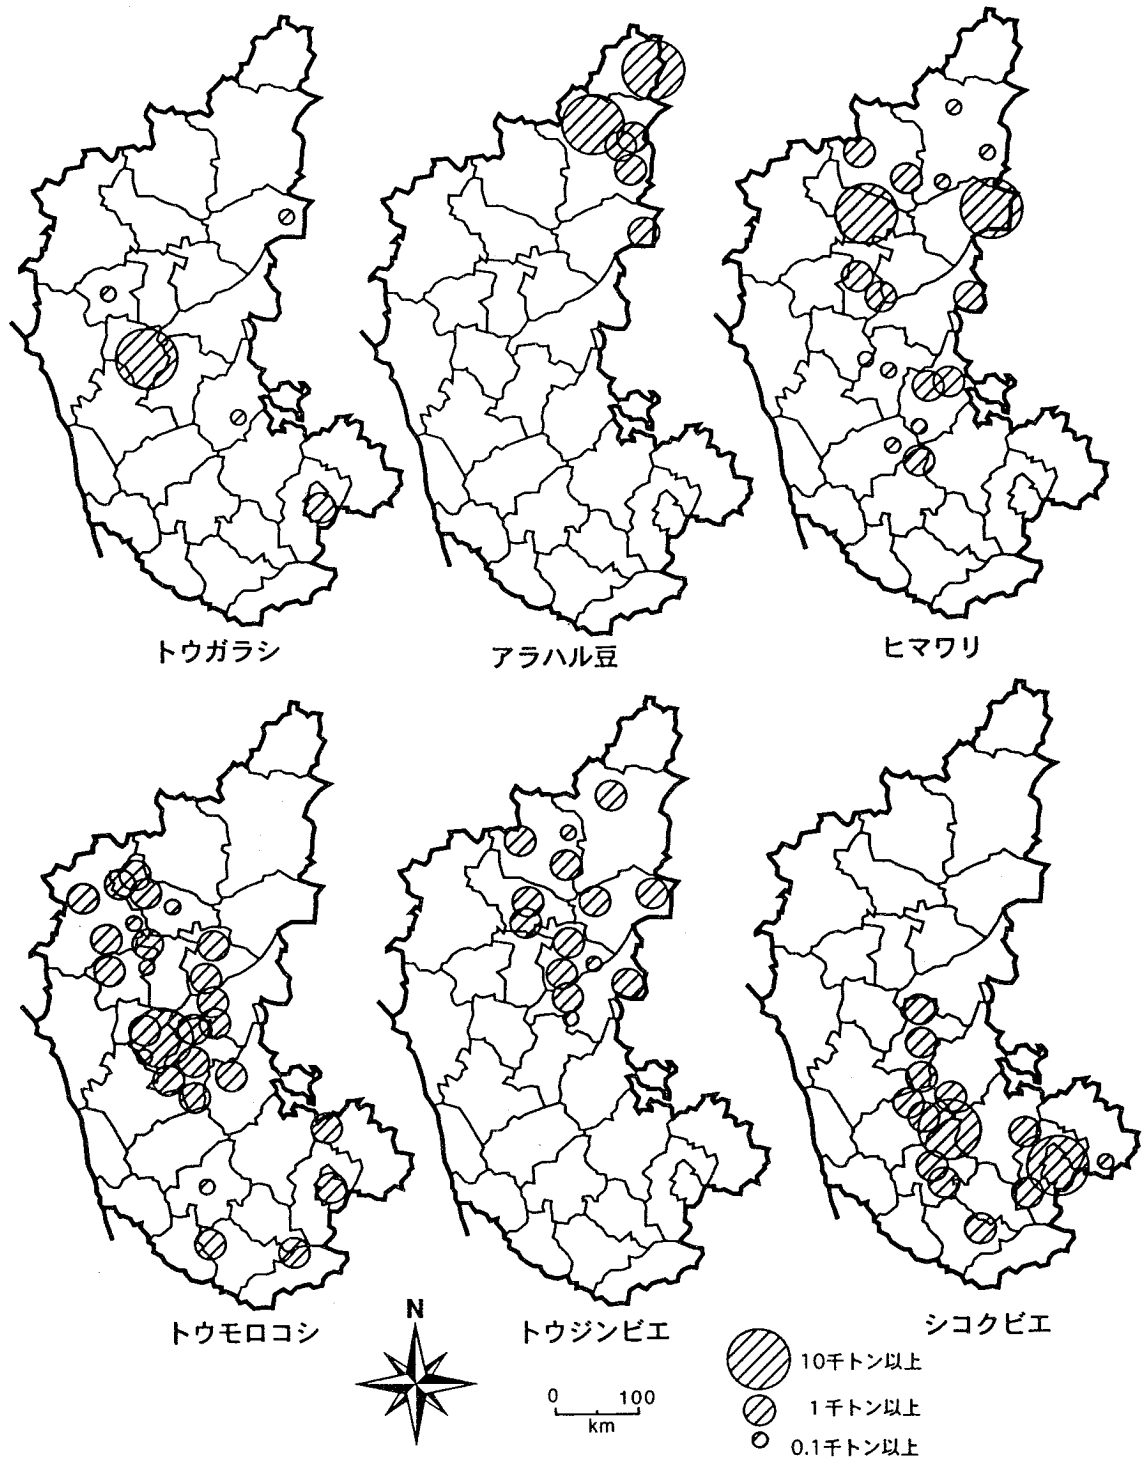 トウガラシ
アラハル豆
ヒマワリ
トウモロコシ
トウジンビエ
シコクビエ
N
0 100
km
10千トン以上
1千トン以上
0.1千トン以上